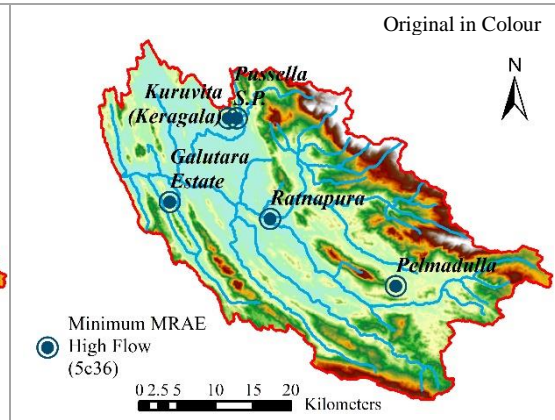 Original in Colour
N
Pussella
S.P.
Kuruvita
(Keragala)
Galutara
Estate
Ratnapura
Pelmadulla
Minimum MRAE
High Flow
(5c36)
0 2.5 5 10 15 20
Kilometers